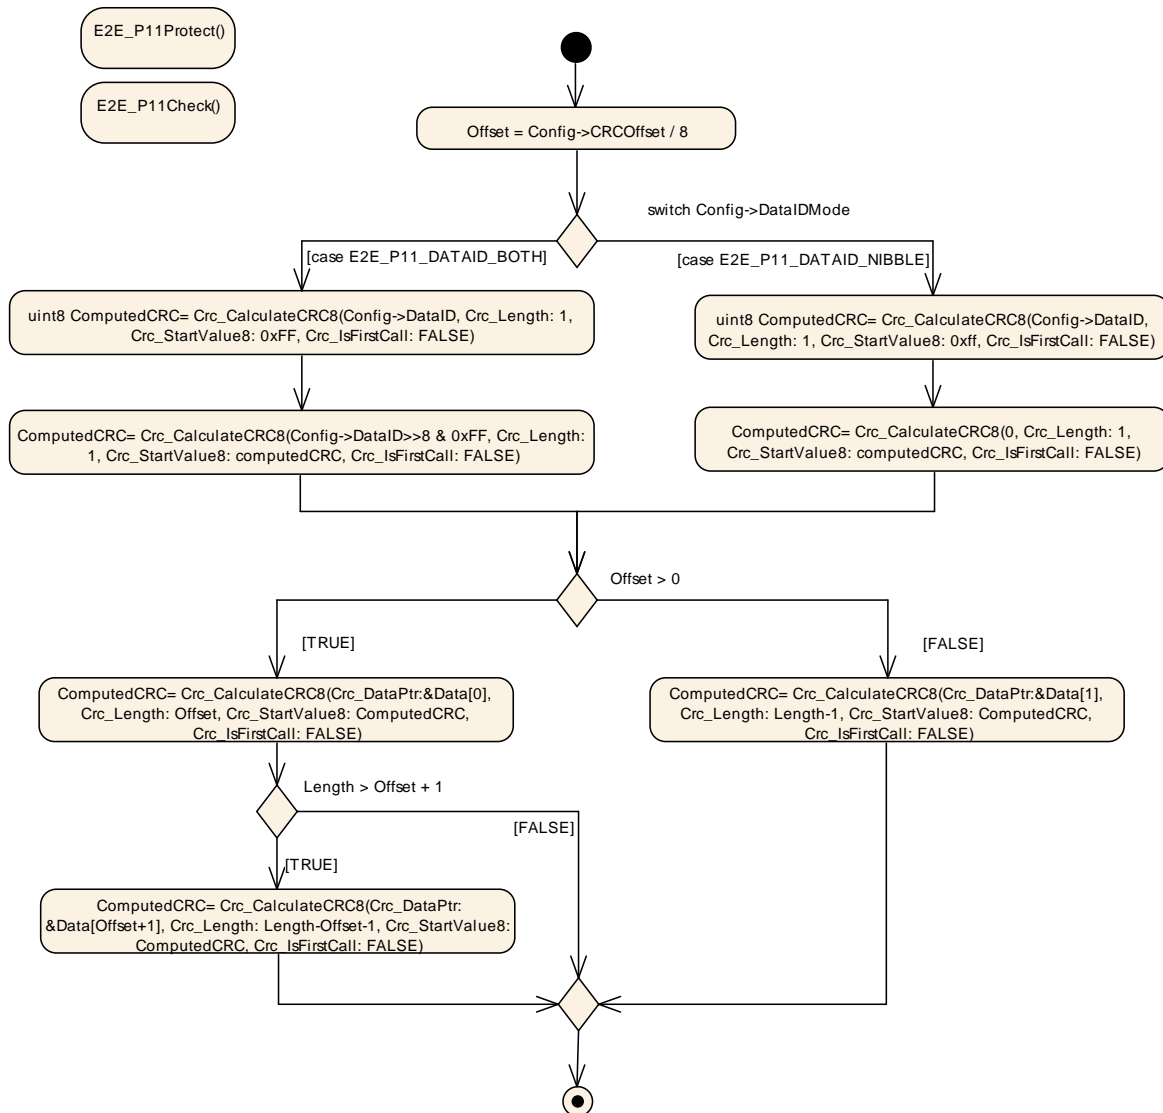 E2E_P11Protect()
E2E_P11Check()
Offset = Config->CRCOffset / 8
switch Config->DataIDMode
[case E2E_P11_DATAID_BOTH]
[case E2E_P11_DATAID_NIBBLE]
uint8 ComputedCRC= Crc_CalculateCRC8(Config->DataID, Crc_Length: 1,
Crc_StartValue8: 0xFF, Crc_IsFirstCall: FALSE)
uint8 ComputedCRC= Crc_CalculateCRC8(Config->DataID,
Crc_Length: 1, Crc_StartValue8: 0xff, Crc_IsFirstCall: FALSE)
ComputedCRC= Crc_CalculateCRC8(Config->DataID>>8 & 0xFF, Crc_Length:
1, Crc_StartValue8: computedCRC, Crc_IsFirstCall: FALSE)
ComputedCRC= Crc_CalculateCRC8(0, Crc_Length: 1,
Crc_StartValue8: computedCRC, Crc_IsFirstCall: FALSE)
Offset > 0
[TRUE]
[FALSE]
ComputedCRC= Crc_CalculateCRC8(Crc_DataPtr:&Data[0],
Crc_Length: Offset, Crc_StartValue8: ComputedCRC,
Crc_IsFirstCall: FALSE)
ComputedCRC= Crc_CalculateCRC8(Crc_DataPtr:&Data[1],
Crc_Length: Length-1, Crc_StartValue8: ComputedCRC,
Crc_IsFirstCall: FALSE)
Length > Offset + 1
[FALSE]
[TRUE]
ComputedCRC= Crc_CalculateCRC8(Crc_DataPtr:
&Data[Offset+1], Crc_Length: Length-Offset-1, Crc_StartValue8:
ComputedCRC, Crc_IsFirstCall: FALSE)